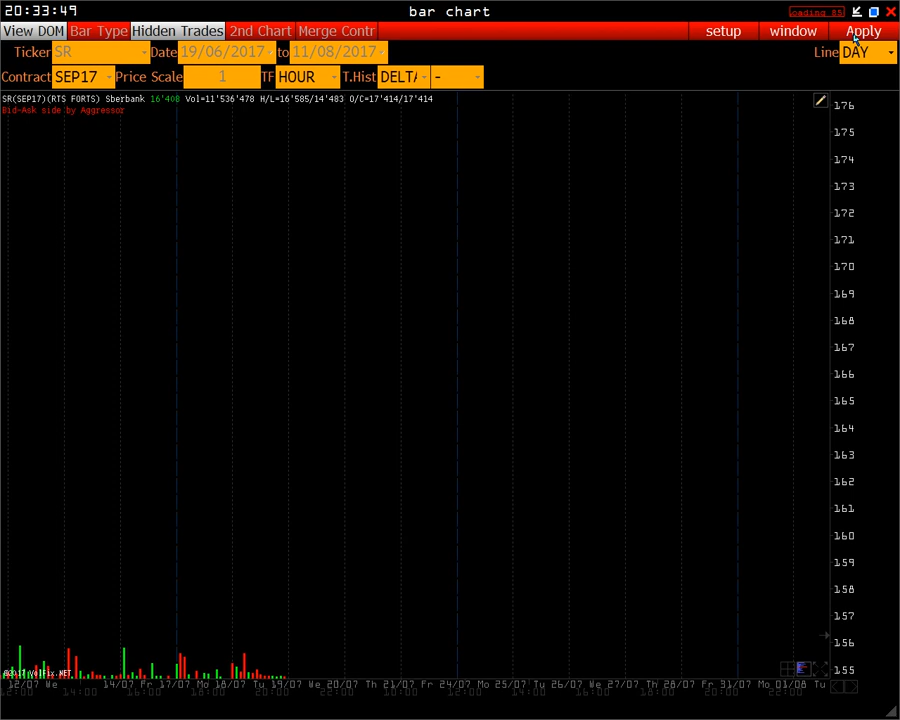 20:33:49 bar chart
View DOM Bar Type Hidden Trades 2nd Chart Merge Contr setup window Apply
Ticker SR Date 19/06/2017 to 11/08/2017 Line DAY
Contract SEP17 Price Scale 1 TF HOUR T.Hist DELTA -
SR(SEP17)(RTS FORTS) Sberbank 16'408 Vol=11'536'478 H/L=16'585/14'483 O/C=17'414/17'414
Bid-Ask side by Aggressor
176
175
174
173
172
171
170
169
168
167
166
165
164
163
162
161
160
159
158
157
156
155
©2017 VolFix.NET
12/07 We 14/07 Fr 17/07 Mo 18/07 Tu 19/07 We 20/07 Th 21/07 Fr 24/07 Mo 25/07 Tu 26/07 We 27/07 Th 28/07 Fr 31/07 Mo 01/08 Tu
12:00 14:00 16:00 18:00 20:00 22:00 12:00 14:00 16:00 18:00 20:00 22:00